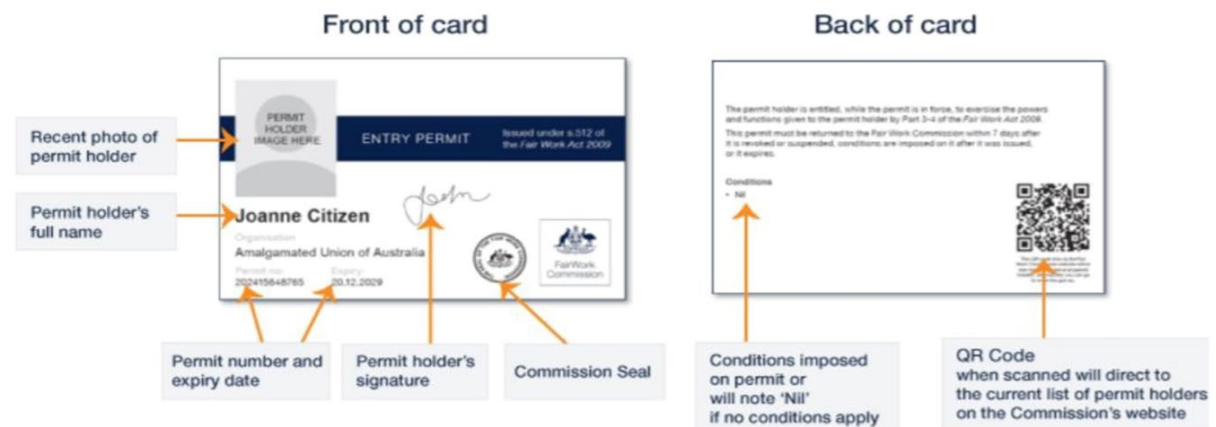 Front of card
Back of card
Recent photo of
permit holder
Permit holder's
full name
PERMIT
HOLDER
IMAGE HERE
ENTRY PERMIT
Issued under s.512 of
the Fair Work Act 2009
Joanne Citizen
Organisation
Amalgamated Union of Australia
Permit no:
Expiry:
202415648765
20.12.2029
FairWork
Commission
Permit number and
expiry date
Permit holder's
signature
Commission Seal
The permit holder is entitled, while the permit is in force, to exercise the powers
and functions given to the permit holder by Part 3-4 of the Fair Work Act 2009.
This permit must be returned to the Fair Work Commission within 7 days after
it is revoked or suspended, conditions are imposed on it after it was issued,
or it expires.
Conditions
• Nil
Conditions imposed
on permit or
will note 'Nil'
if no conditions apply
QR Code
when scanned will direct to
the current list of permit holders
on the Commission's website